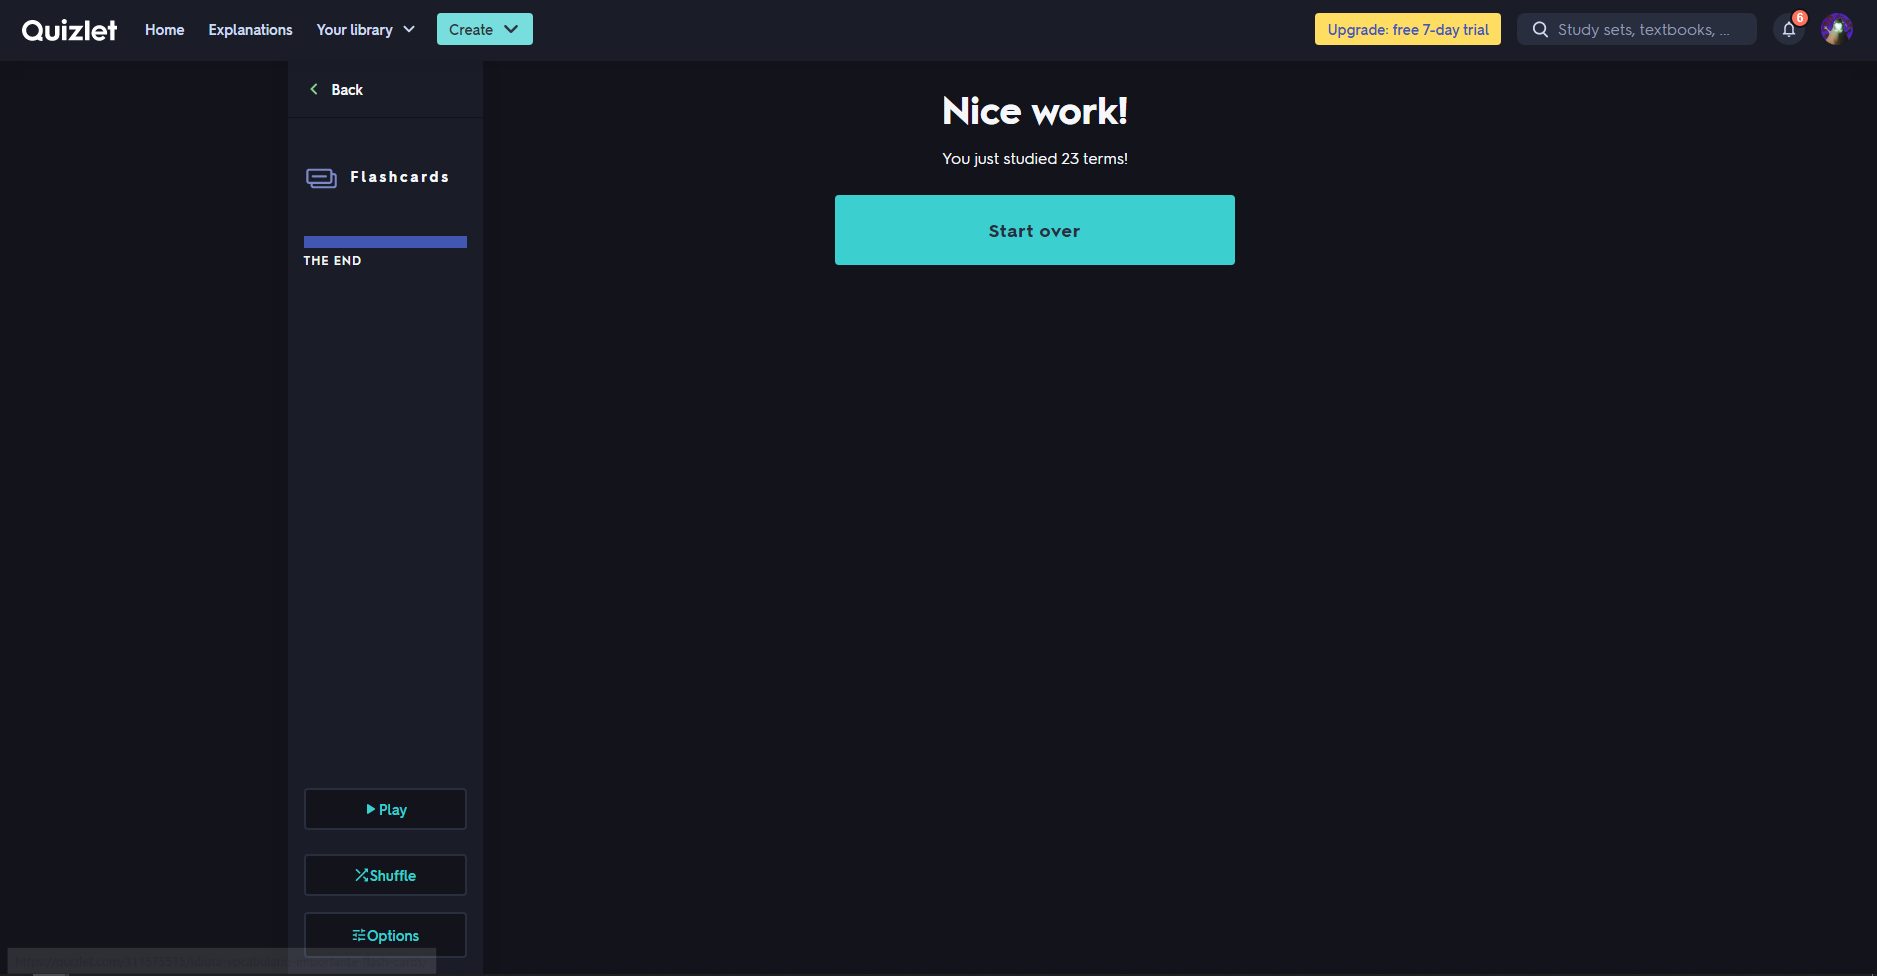 Quizlet
Home
Explanations
Your library
Create
Upgrade: free 7-day trial
Study sets, textbooks, ...
6
Back
Flashcards
THE END
Nice work!
You just studied 23 terms!
Start over
Play
Shuffle
Options